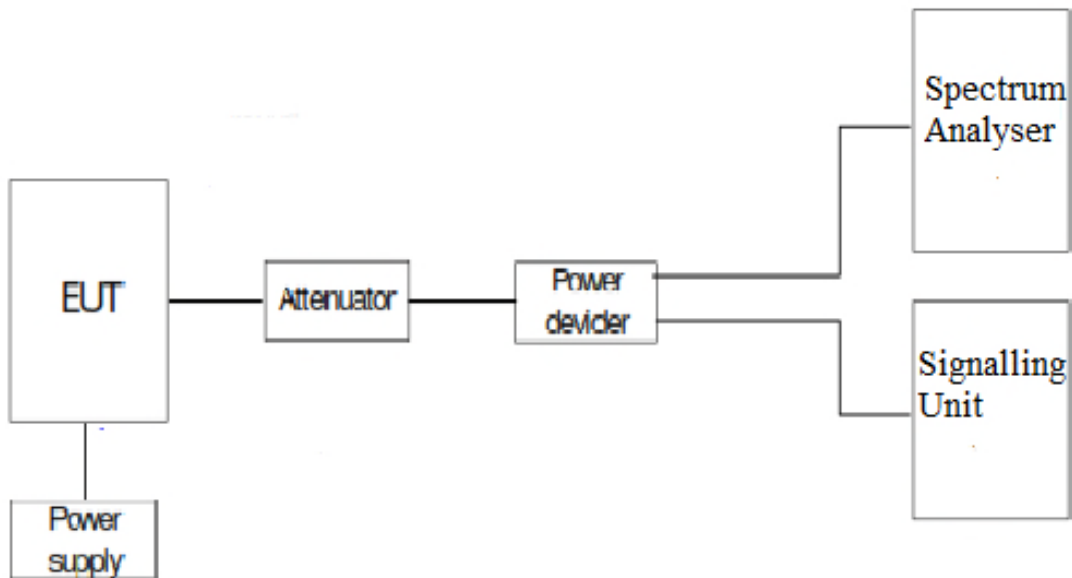 Spectrum
Analyser
EUT
Attenuator
Power
devider
Signalling
Unit
Power
supply